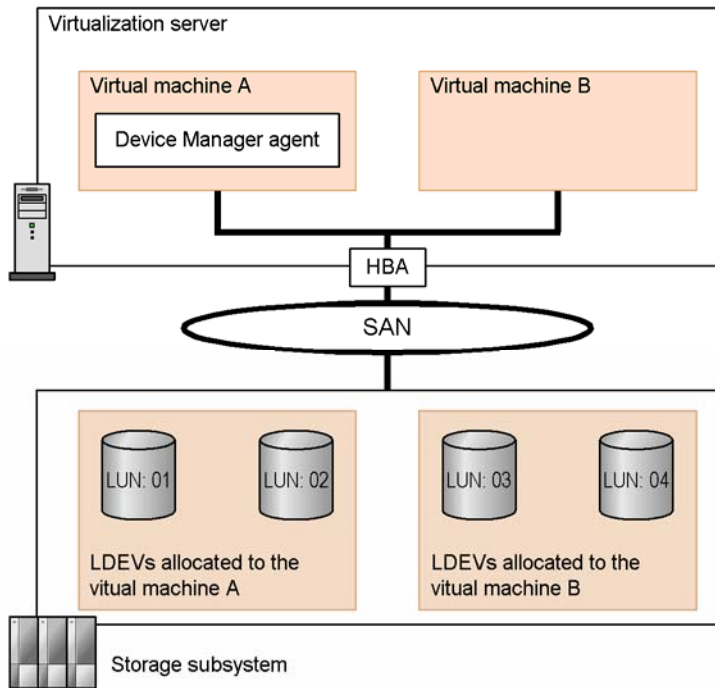 Virtualization server
Virtual machine A
Virtual machine B
Device Manager agent
HBA
SAN
LUN: 01
LUN: 02
LUN: 03
LUN: 04
LDEVs allocated to the
vitual machine A
LDEVs allocated to the
vitual machine B
Storage subsystem